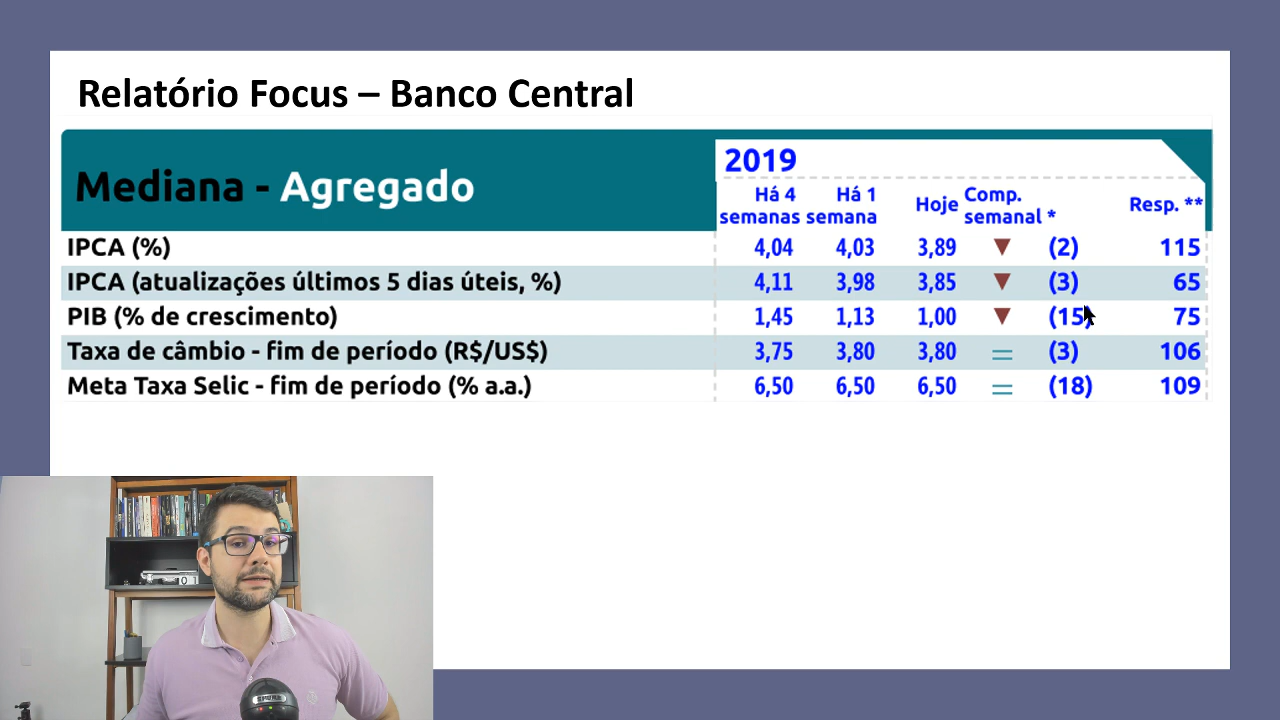 Relatório Focus – Banco Central
Mediana - Agregado
2019
Há 4 semanas Há 1 semana Hoje Comp. semanal * Resp. **
IPCA (%) 4,04 4,03 3,89 ▼ (2) 115
IPCA (atualizações últimos 5 dias úteis, %) 4,11 3,98 3,85 ▼ (3) 65
PIB (% de crescimento) 1,45 1,13 1,00 ▼ (15) 75
Taxa de câmbio - fim de período (R$/US$) 3,75 3,80 3,80 = (3) 106
Meta Taxa Selic - fim de período (% a.a.) 6,50 6,50 6,50 = (18) 109